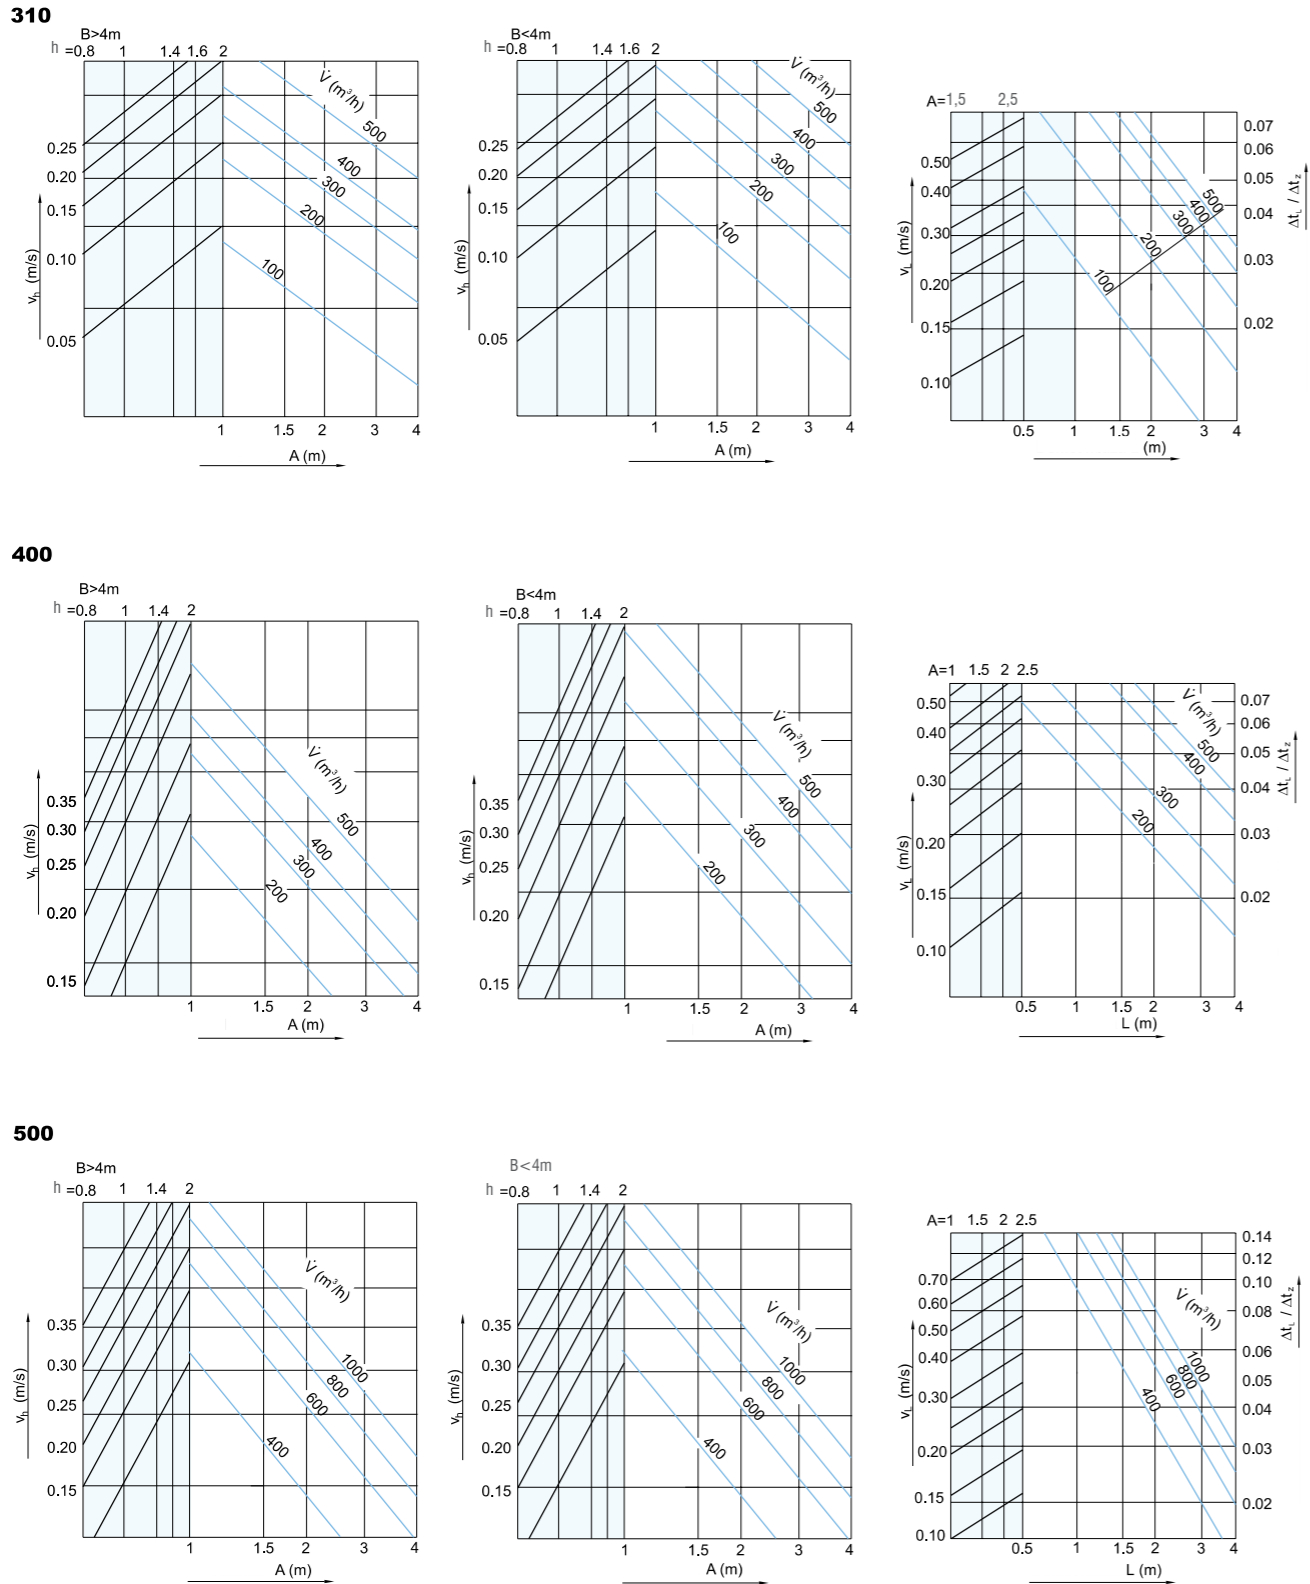 310
B>4m
h =0.8 1 1.4 1.6 2
V̇ (m³/h)
500
400
300
200
100
0.25
0.20
0.15
0.10
0.05
vh (m/s)
1 1.5 2 3 4
A (m)
B<4m
h =0.8 1 1.4 1.6 2
V̇ (m³/h)
500
400
300
200
100
0.25
0.20
0.15
0.10
0.05
vh (m/s)
1 1.5 2 3 4
A (m)
A=1,5 2,5
0.50
0.40
0.30
0.20
0.15
0.10
vL (m/s)
500
400
300
200
100
0.07
0.06
0.05
0.04
0.03
0.02
ΔtL / Δtz
0.5 1 1.5 2 3 4
(m)
400
B>4m
h =0.8 1 1.4 2
V̇ (m³/h)
500
400
300
200
0.35
0.30
0.25
0.20
0.15
vh (m/s)
1 1.5 2 3 4
A (m)
B<4m
h =0.8 1 1.4 2
V̇ (m³/h)
500
400
300
200
0.35
0.30
0.25
0.20
0.15
vh (m/s)
1 1.5 2 3 4
A (m)
A=1 1.5 2 2.5
0.50
0.40
0.30
0.20
0.15
0.10
vL (m/s)
V̇ (m³/h)
500
400
300
200
0.07
0.06
0.05
0.04
0.03
0.02
ΔtL / Δtz
0.5 1 1.5 2 3 4
L (m)
500
B>4m
h =0.8 1 1.4 2
V̇ (m³/h)
1000
800
600
400
0.35
0.30
0.25
0.20
0.15
vh (m/s)
1 1.5 2 3 4
A (m)
B<4m
h =0.8 1 1.4 2
V̇ (m³/h)
1000
800
600
400
0.35
0.30
0.25
0.20
0.15
vh (m/s)
1 1.5 2 3 4
A (m)
A=1 1.5 2 2.5
0.70
0.60
0.50
0.40
0.30
0.20
0.15
0.10
vL (m/s)
V̇ (m³/h)
1000
800
600
400
0.14
0.12
0.10
0.08
0.06
0.05
0.04
0.03
0.02
ΔtL / Δtz
0.5 1 1.5 2 3 4
L (m)